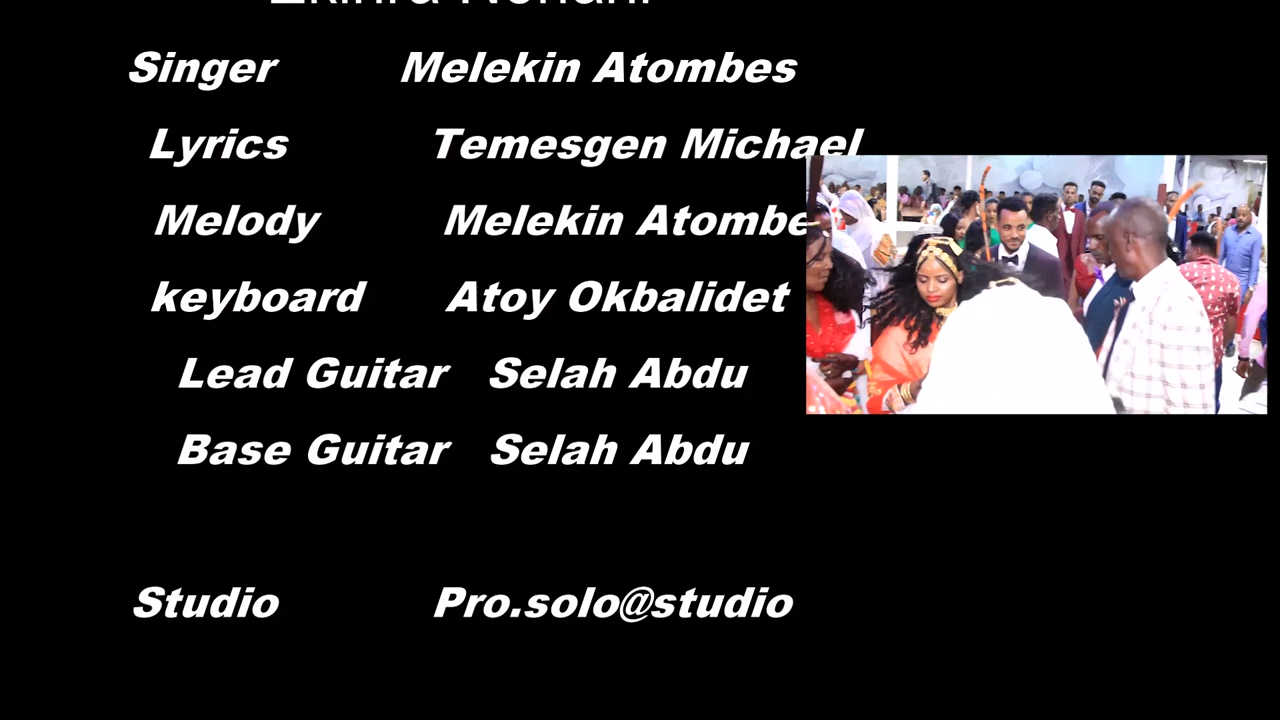 Singer Melekin Atombes
Lyrics Temesgen Michael
Melody Melekin Atombe
keyboard Atoy Okbalidet
Lead Guitar Selah Abdu
Base Guitar Selah Abdu
Studio Pro.solo@studio